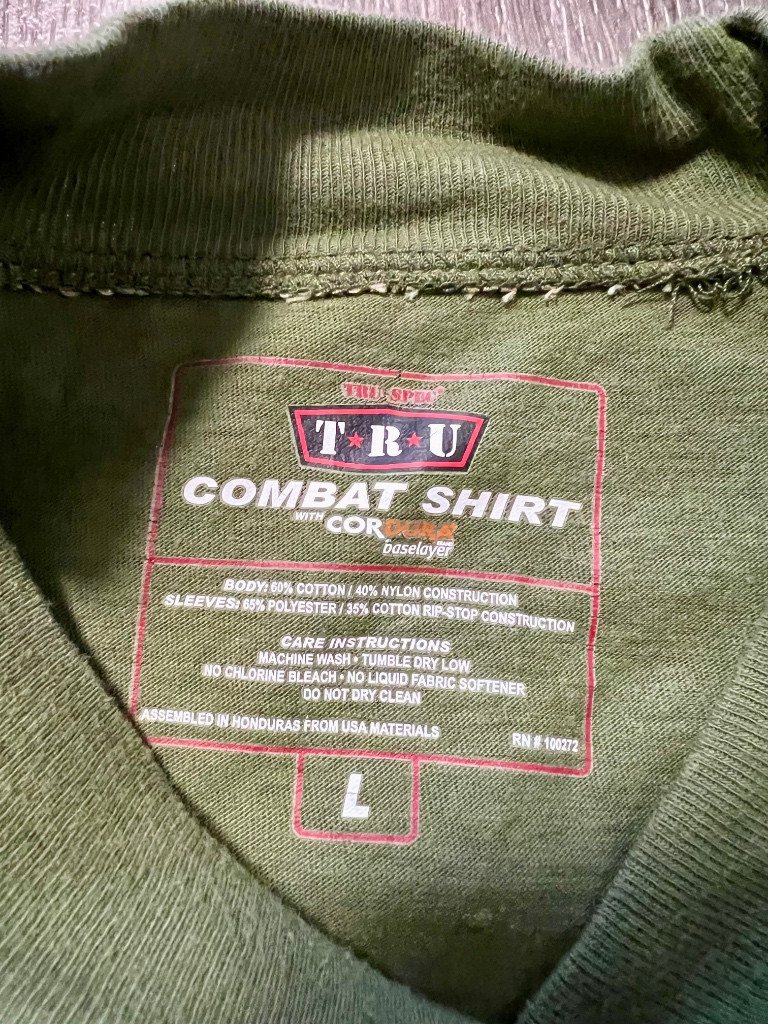 TRU-SPEC®
T★R★U
COMBAT SHIRT
WITH CORDURA
BRAND
baselayer
BODY: 60% COTTON / 40% NYLON CONSTRUCTION
SLEEVES: 65% POLYESTER / 35% COTTON RIP-STOP CONSTRUCTION
CARE INSTRUCTIONS
MACHINE WASH • TUMBLE DRY LOW
NO CHLORINE BLEACH • NO LIQUID FABRIC SOFTENER
DO NOT DRY CLEAN
ASSEMBLED IN HONDURAS FROM USA MATERIALS
RN # 100272
L